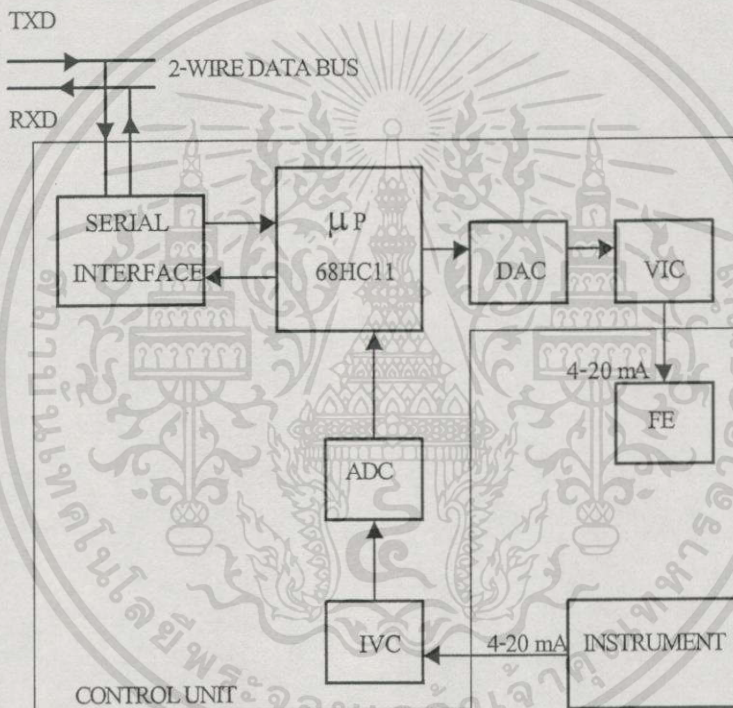 TXD
2-WIRE DATA BUS
RXD
SERIAL
INTERFACE
μP
68HC11
DAC
VIC
4-20 mA
FE
ADC
IVC
4-20 mA
INSTRUMENT
CONTROL UNIT